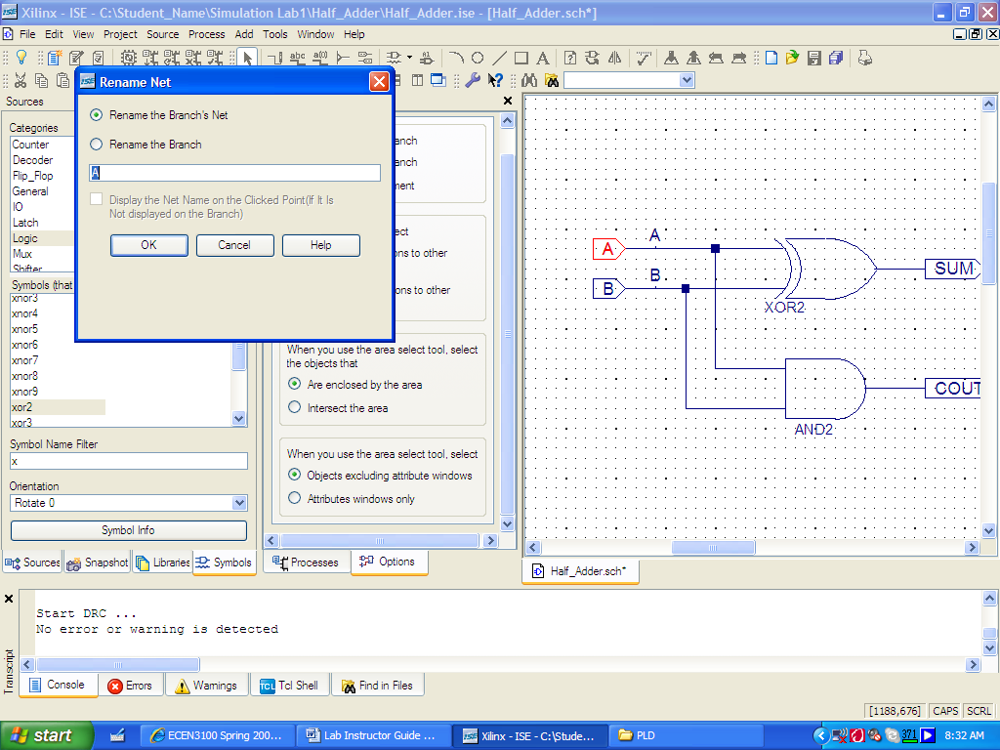 Xilinx - ISE - C:\Student_Name\Simulation Lab1\Half_Adder\Half_Adder.ise - [Half_Adder.sch*]
File Edit View Project Source Process Add Tools Window Help
Sources
Categories
Counter
Decoder
Flip_Flop
General
IO
Latch
Logic
Mux
Shifter
Symbols (that
xnor3
xnor4
xnor5
xnor6
xnor7
xnor8
xnor9
xor2
xor3
Symbol Name Filter
x
Orientation
Rotate 0
Symbol Info
Sources Snapshot Libraries Symbols
Rename Net
Rename the Branch's Net
Rename the Branch
A
Display the Net Name on the Clicked Point(If It Is
Not displayed on the Branch)
OK Cancel Help
anch
anch
ment
ect
ons to other
ons to other
When you use the area select tool, select
the objects that
Are enclosed by the area
Intersect the area
When you use the area select tool, select
Objects excluding attribute windows
Attributes windows only
Processes Options
A A
B B
XOR2
SUM
AND2
COUT
Half_Adder.sch*
Start DRC ...
No error or warning is detected
Transcript
Console Errors Warnings Tcl Shell Find in Files
[1188,676] CAPS SCRL
start ECEN3100 Spring 200... Lab Instructor Guide ... Xilinx - ISE - C:\Stude... PLD 371 8:32 AM